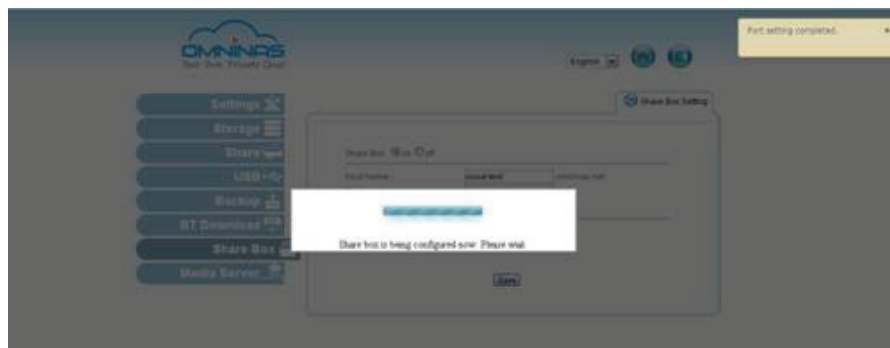 OMNINAS
Your Own Private Cloud
English
Port setting completed.
Settings
Share Box Setting
Storage
Share
Share Box
USB
Backup
BT Download
Share box is being configured now. Please wait.
Share Box
Media Server
Save